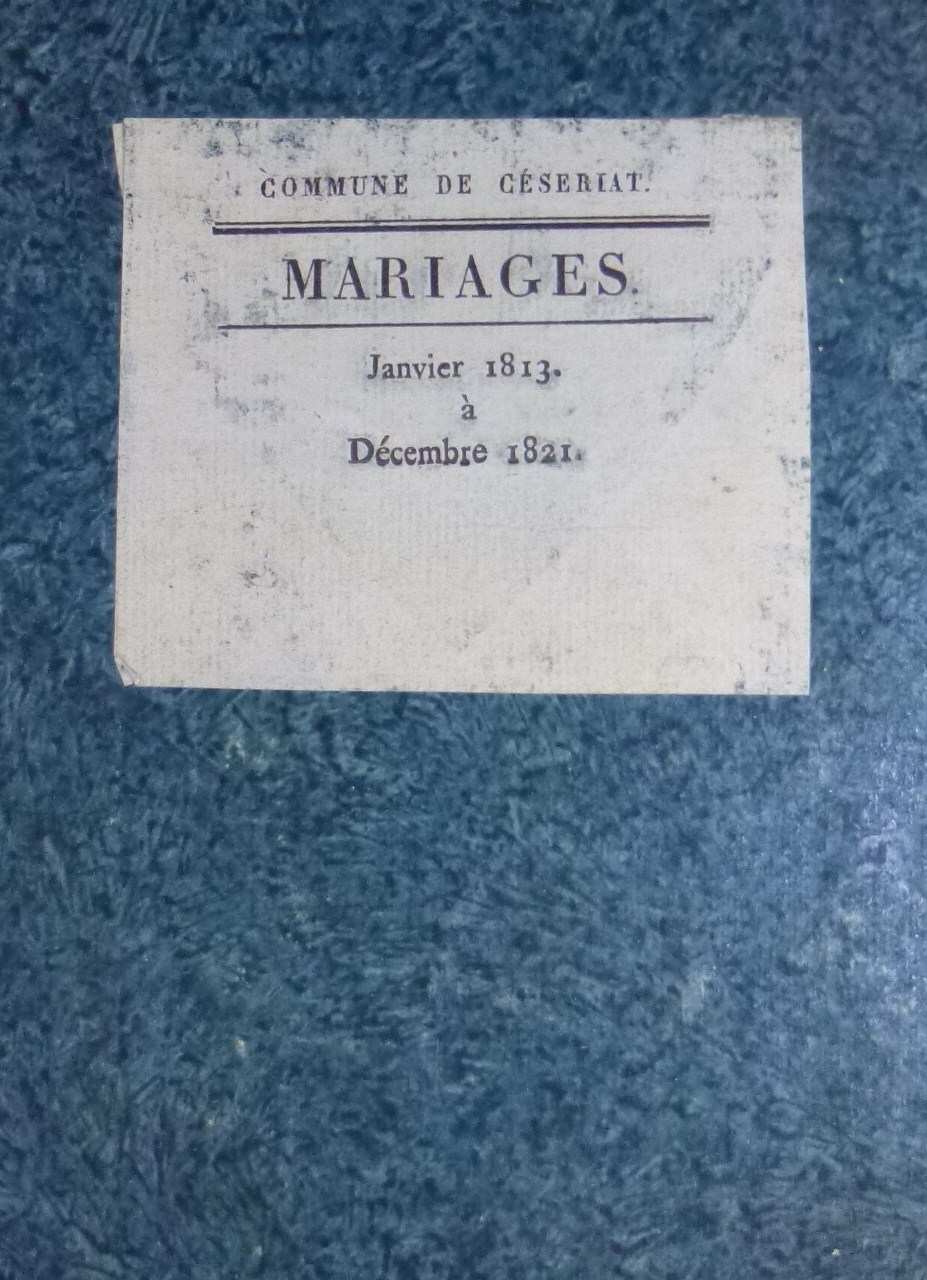 COMMUNE DE CÉSERIAT.
MARIAGES.
Janvier 1813.
à
Décembre 1821.